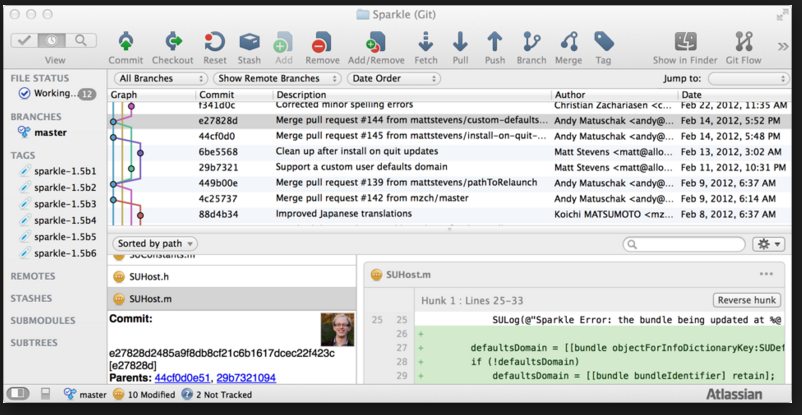 Sparkle (Git)
View
Commit Checkout Reset Stash Add Remove Add/Remove Fetch Pull Push Branch Merge Tag Show in Finder Git Flow
FILE STATUS
Working... 12
BRANCHES
master
TAGS
sparkle-1.5b1
sparkle-1.5b2
sparkle-1.5b3
sparkle-1.5b4
sparkle-1.5b5
sparkle-1.5b6
REMOTES
STASHES
SUBMODULES
SUBTREES
All Branches Show Remote Branches Date Order Jump to:
Graph Commit Description Author Date
f341d0c Corrected minor spelling errors Christian Zachariasen <c... Feb 22, 2012, 11:35 AM
e27828d Merge pull request #144 from mattstevens/custom-defaults... Andy Matuschak <andy@... Feb 14, 2012, 5:52 PM
44cf0d0 Merge pull request #145 from mattstevens/install-on-quit-... Andy Matuschak <andy@... Feb 14, 2012, 5:48 PM
6be5568 Clean up after install on quit updates Matt Stevens <matt@allo... Feb 13, 2012, 3:02 AM
29b7321 Support a custom user defaults domain Matt Stevens <matt@allo... Feb 11, 2012, 10:31 PM
449b00e Merge pull request #139 from mattstevens/pathToRelaunch Andy Matuschak <andy@... Feb 9, 2012, 6:37 AM
4c25737 Merge pull request #142 from mzch/master Andy Matuschak <andy@... Feb 9, 2012, 6:14 AM
88d4b34 Improved Japanese translations Koichi MATSUMOTO <mz... Feb 8, 2012, 6:37 AM
Sorted by path
SUConstants.m
SUHost.h
SUHost.m
Commit:
e27828d2485a9f8db8cf21c6b1617dcec22f423c
[e27828d]
Parents: 44cf0d0e51, 29b7321094
SUHost.m
Hunk 1 : Lines 25-33 Reverse hunk
25 25 SULog(@"Sparkle Error: the bundle being updated at %@
26 +
27 + defaultsDomain = [[bundle objectForInfoDictionaryKey:SUDef
28 + if (!defaultsDomain)
29 + defaultsDomain = [[bundle bundleIdentifier] retain];
master 10 Modified 2 Not Tracked Atlassian